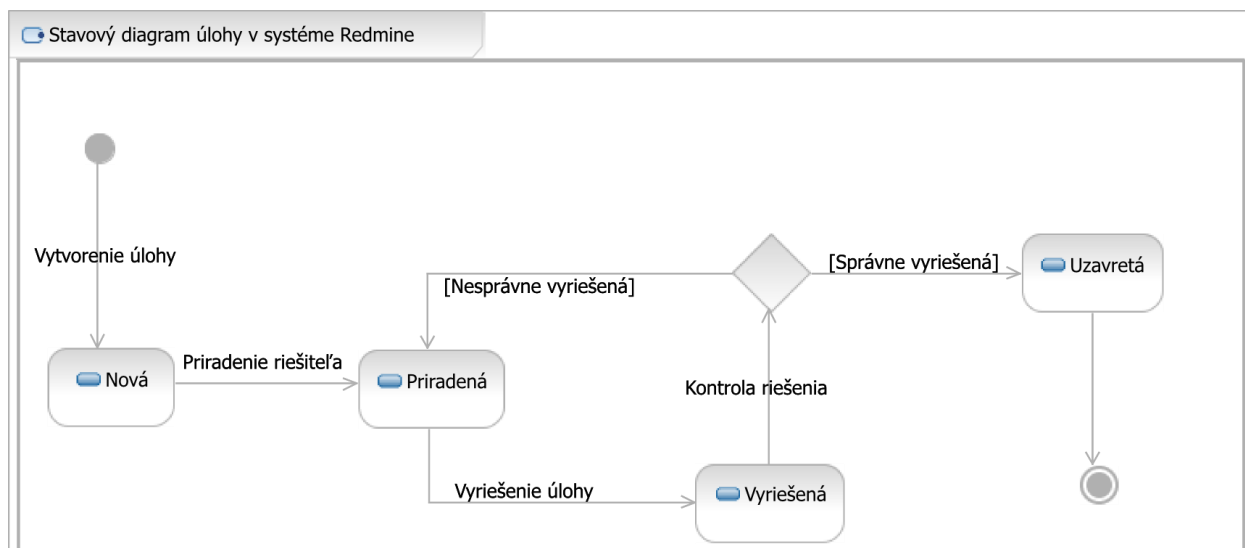 Stavový diagram úlohy v systéme Redmine
Vytvorenie úlohy
[Správne vyriešená]
Uzavretá
[Nesprávne vyriešená]
Priradenie riešiteľa
Nová
Priradená
Kontrola riešenia
Vyriešenie úlohy
Vyriešená